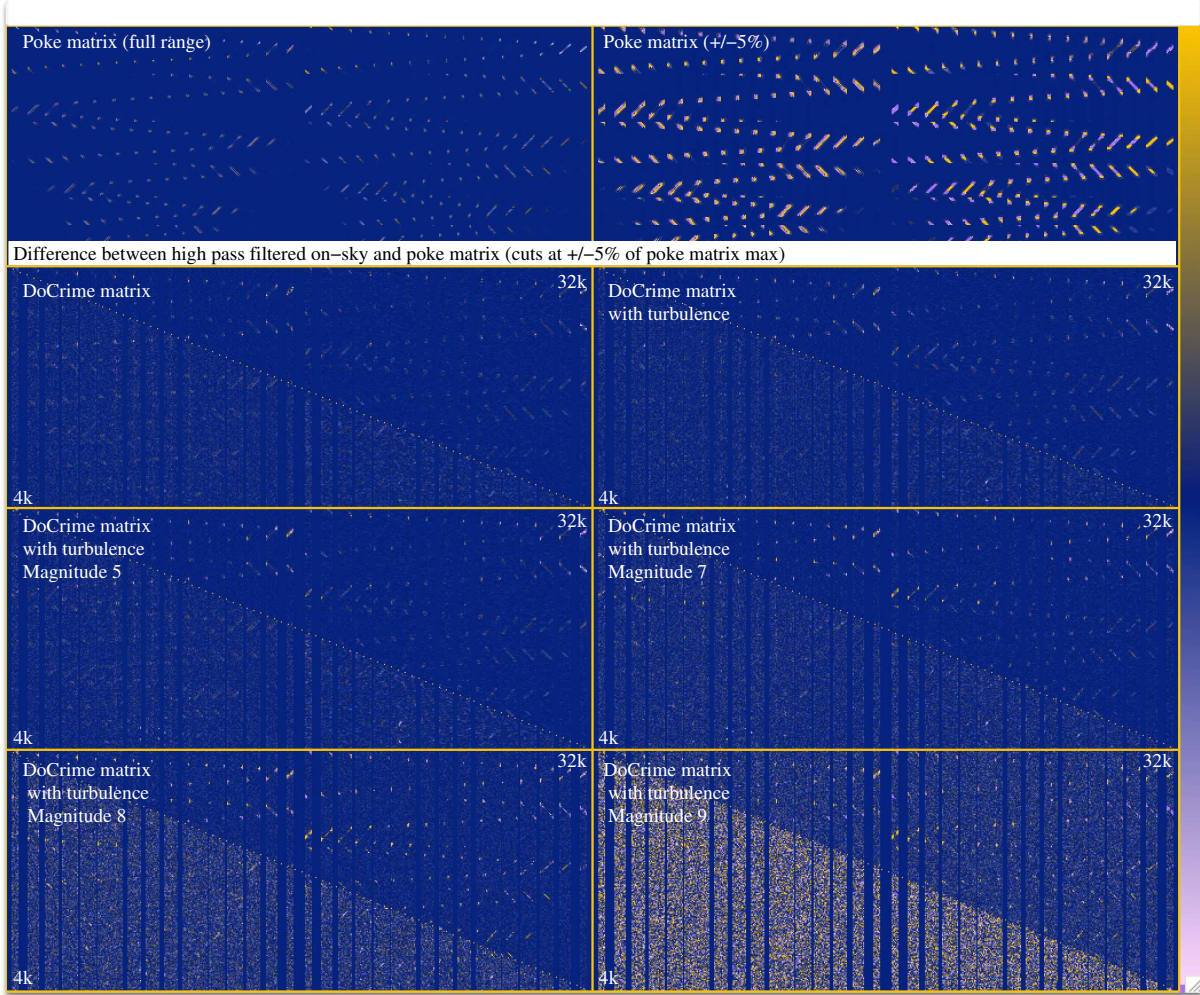 Poke matrix (full range)
Poke matrix (+/−5%)
Difference between high pass filtered on−sky and poke matrix (cuts at +/−5% of poke matrix max)
DoCrime matrix
32k
4k
DoCrime matrix
with turbulence
32k
4k
DoCrime matrix
with turbulence
Magnitude 5
32k
4k
DoCrime matrix
with turbulence
Magnitude 7
32k
4k
DoCrime matrix
with turbulence
Magnitude 8
32k
4k
DoCrime matrix
with turbulence
Magnitude 9
32k
4k